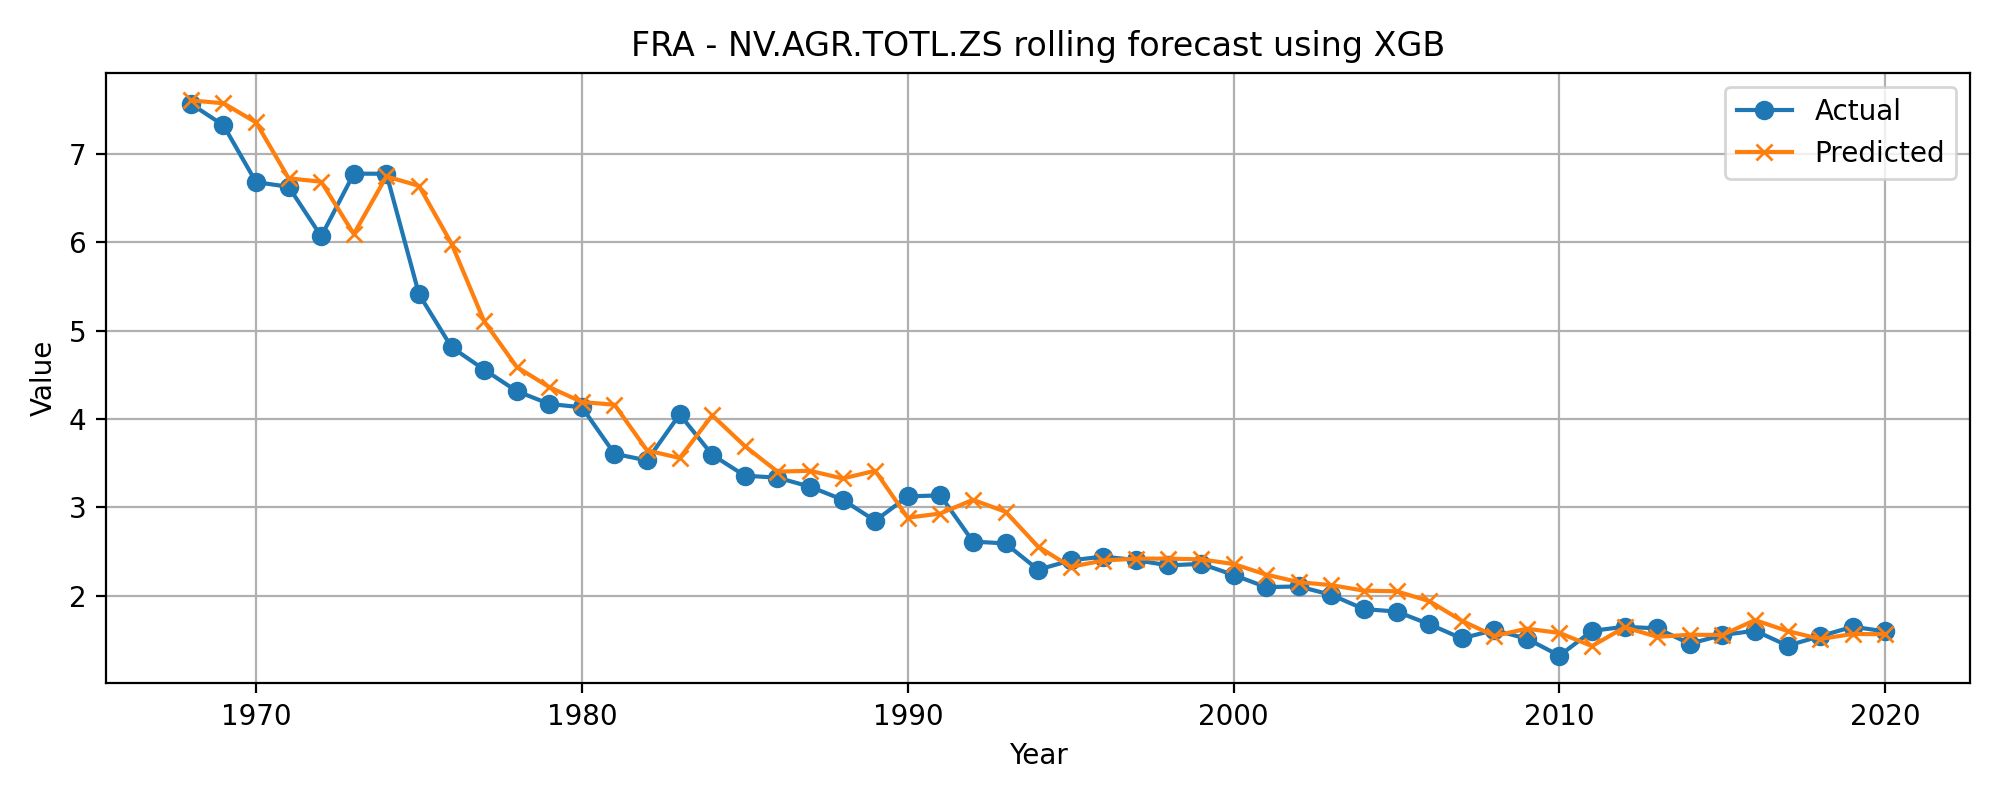 FRA - NV.AGR.TOTL.ZS rolling forecast using XGB
Actual
Predicted
7
6
5
4
3
2
Value
1970 1980 1990 2000 2010 2020
Year